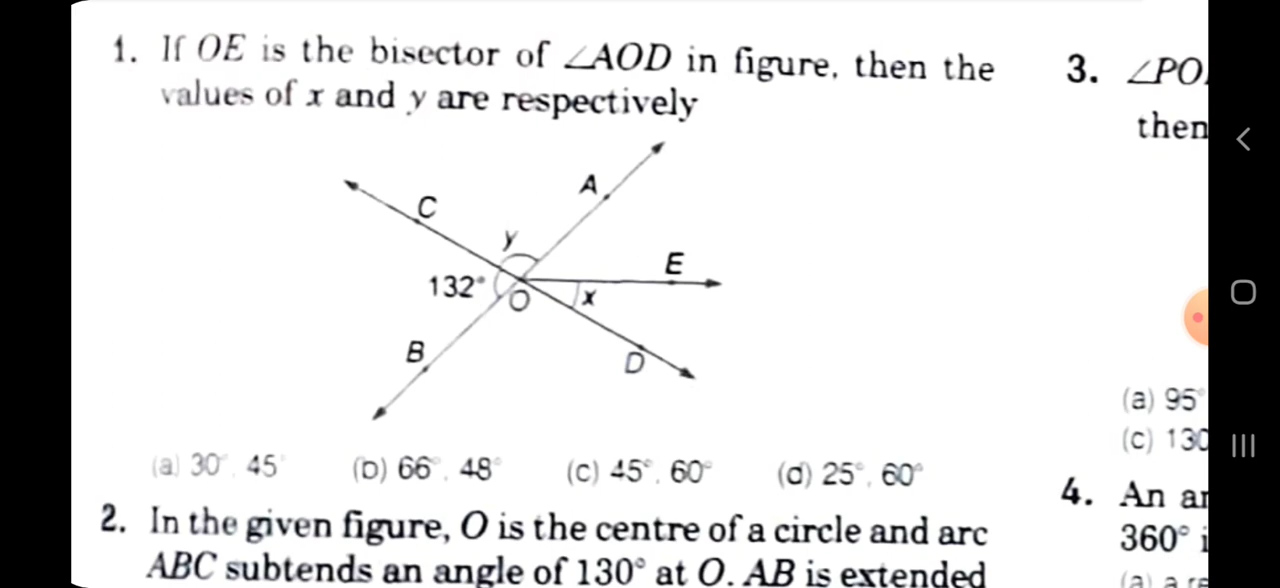 1. If OE is the bisector of ∠AOD in figure, then the
values of x and y are respectively
C
A
y
E
132°
O
x
B
D
(a) 30°, 45° (b) 66°, 48° (c) 45°, 60° (d) 25°, 60°
2. In the given figure, O is the centre of a circle and arc
ABC subtends an angle of 130° at O. AB is extended
3. ∠PO
then
(a) 95°
(c) 130
4. An
360°
(a) a